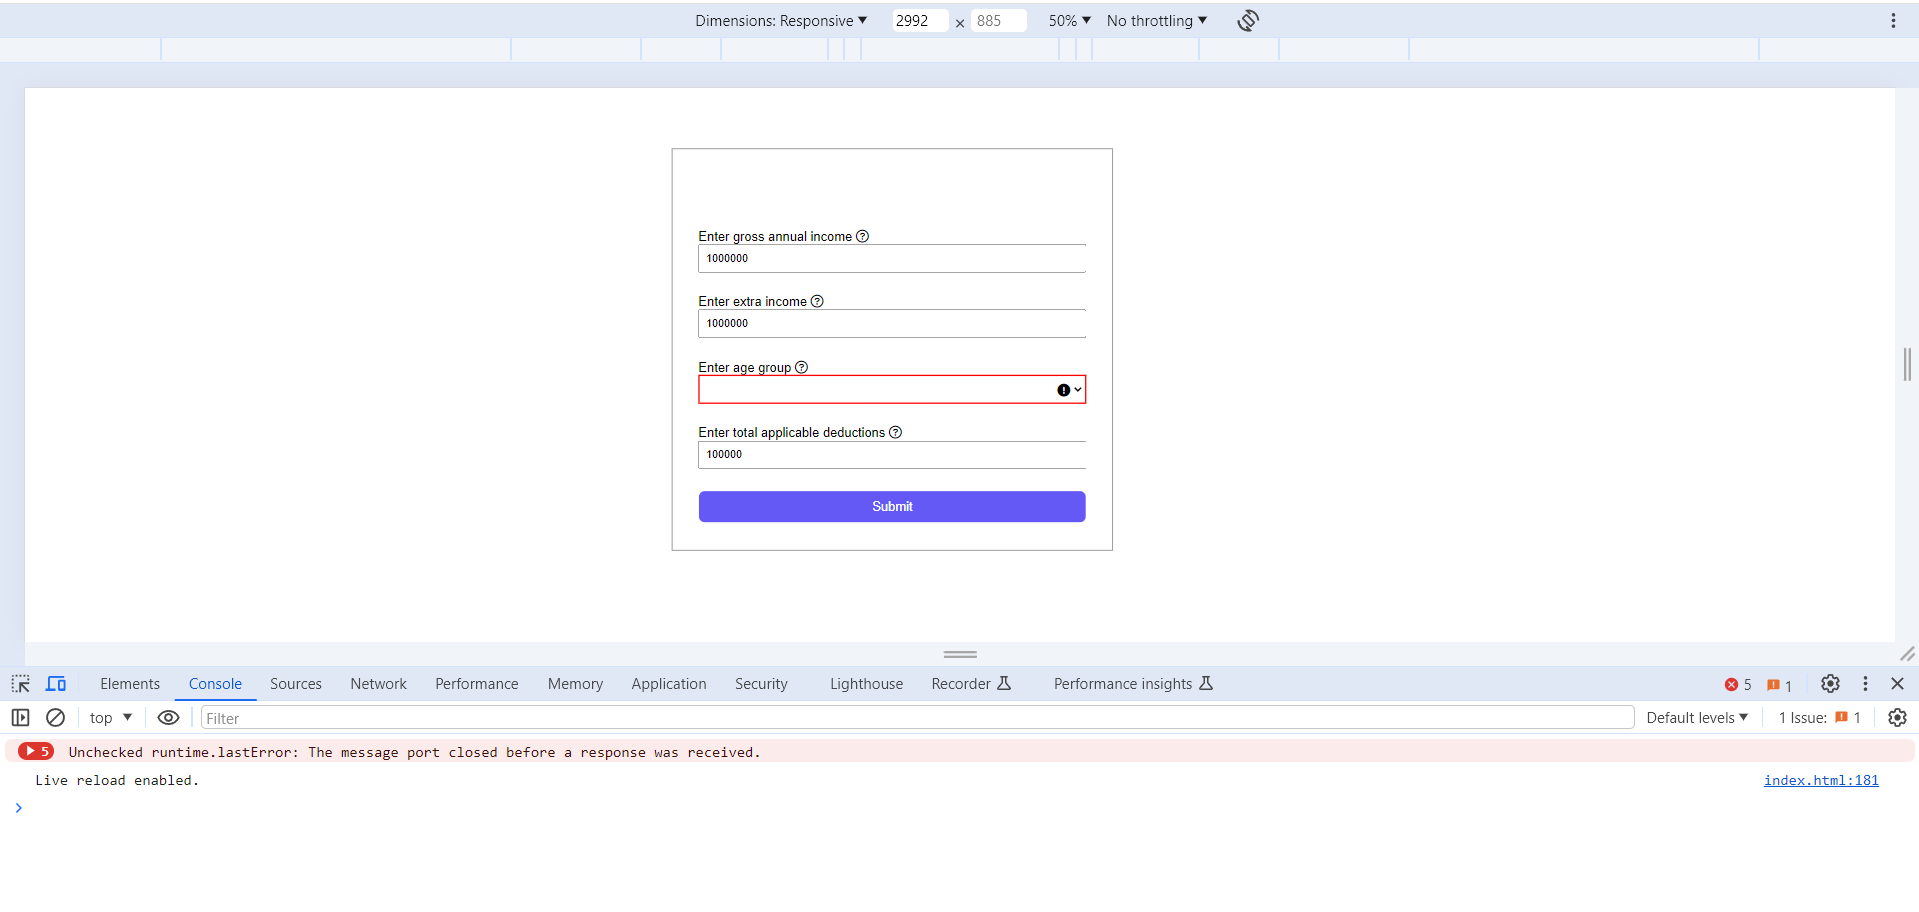 Dimensions: Responsive ▼ 2992 × 885 50% ▼ No throttling ▼
Enter gross annual income ?
1000000
Enter extra income ?
1000000
Enter age group ?
Enter total applicable deductions ?
100000
Submit
Elements Console Sources Network Performance Memory Application Security Lighthouse Recorder Performance insights 5 1
top ▼ Filter Default levels ▼ 1 Issue: 1
5 Unchecked runtime.lastError: The message port closed before a response was received.
Live reload enabled. index.html:181